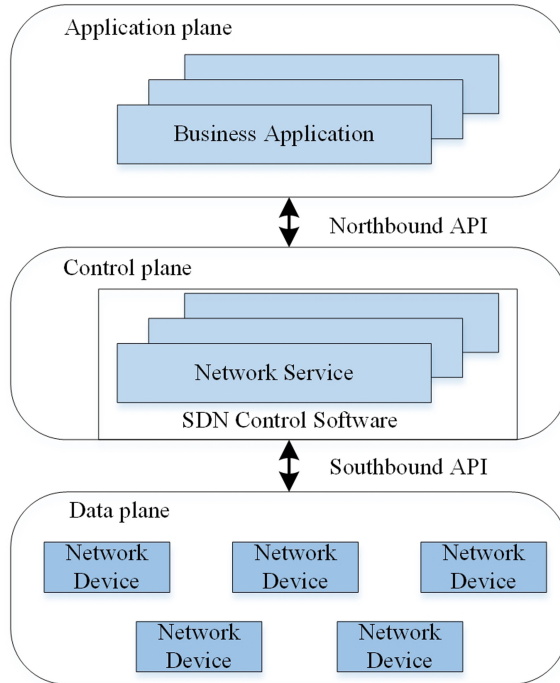 Application plane
Business Application
Northbound API
Control plane
Network Service
SDN Control Software
Southbound API
Data plane
Network
Device
Network
Device
Network
Device
Network
Device
Network
Device